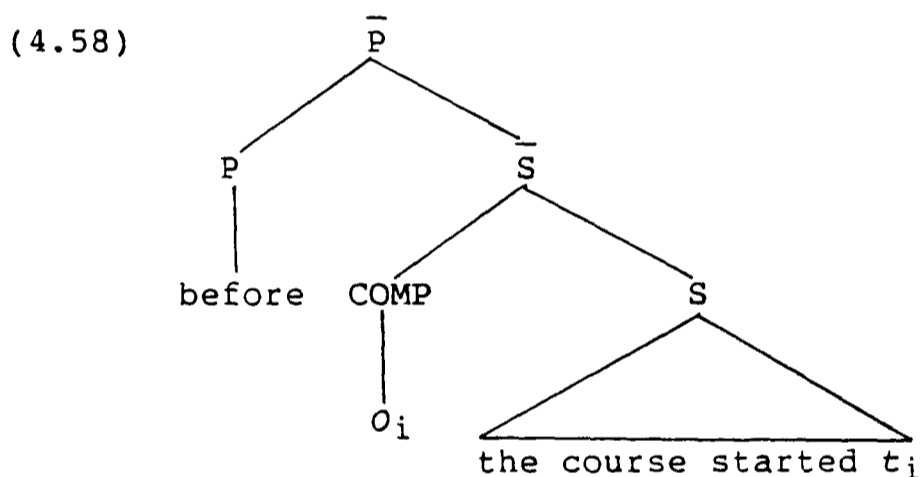 (4.58) P̄
P S̄
before COMP S
Oᵢ
the course started tᵢ